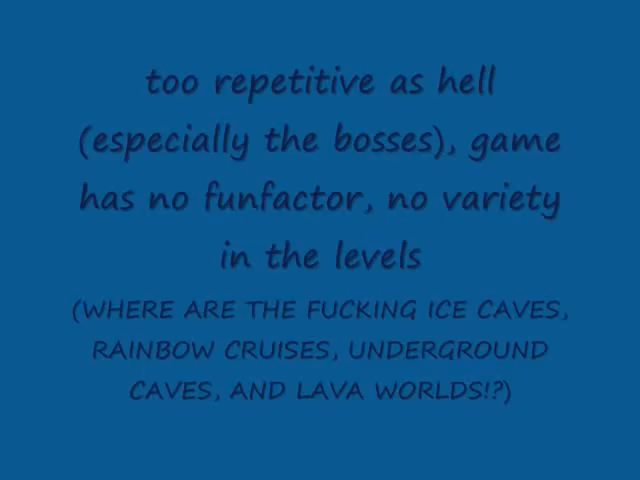 too repetitive as hell
(especially the bosses), game
has no funfactor, no variety
in the levels
(WHERE ARE THE FUCKING ICE CAVES,
RAINBOW CRUISES, UNDERGROUND
CAVES, AND LAVA WORLDS!?)